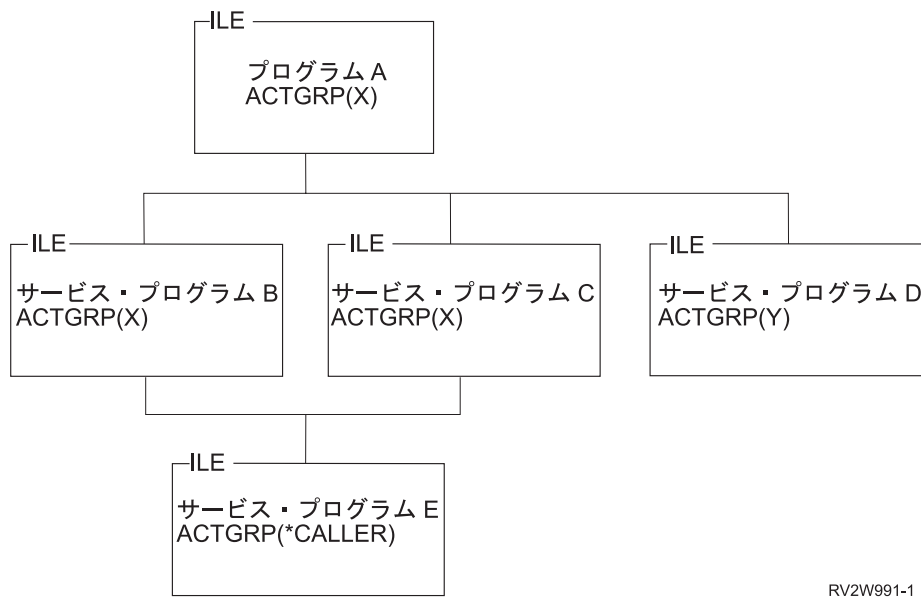 ILE
プログラム A
ACTGRP(X)
ILE
サービス・プログラム B
ACTGRP(X)
ILE
サービス・プログラム C
ACTGRP(X)
ILE
サービス・プログラム D
ACTGRP(Y)
ILE
サービス・プログラム E
ACTGRP(*CALLER)
RV2W991-1